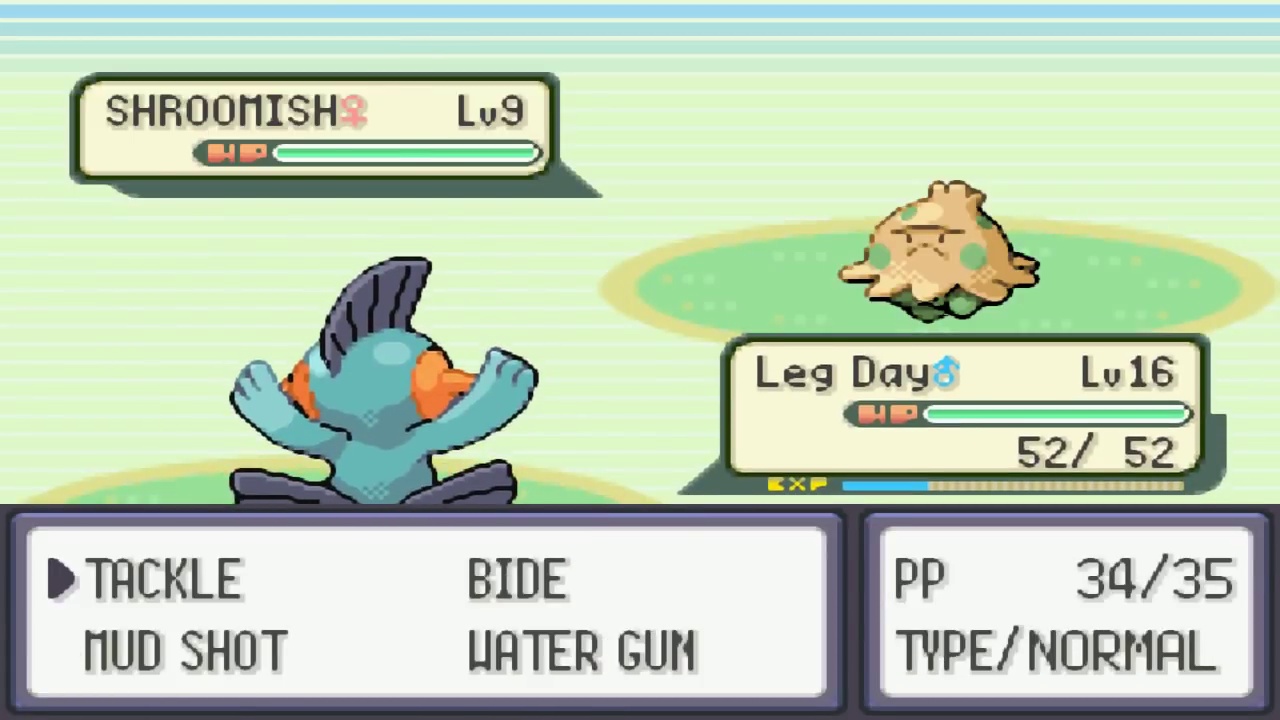 SHROOMISH♀ Lv9
HP
Leg Day♂ Lv16
HP
52/ 52
EXP
TACKLE BIDE
MUD SHOT WATER GUN
PP 34/35
TYPE/NORMAL